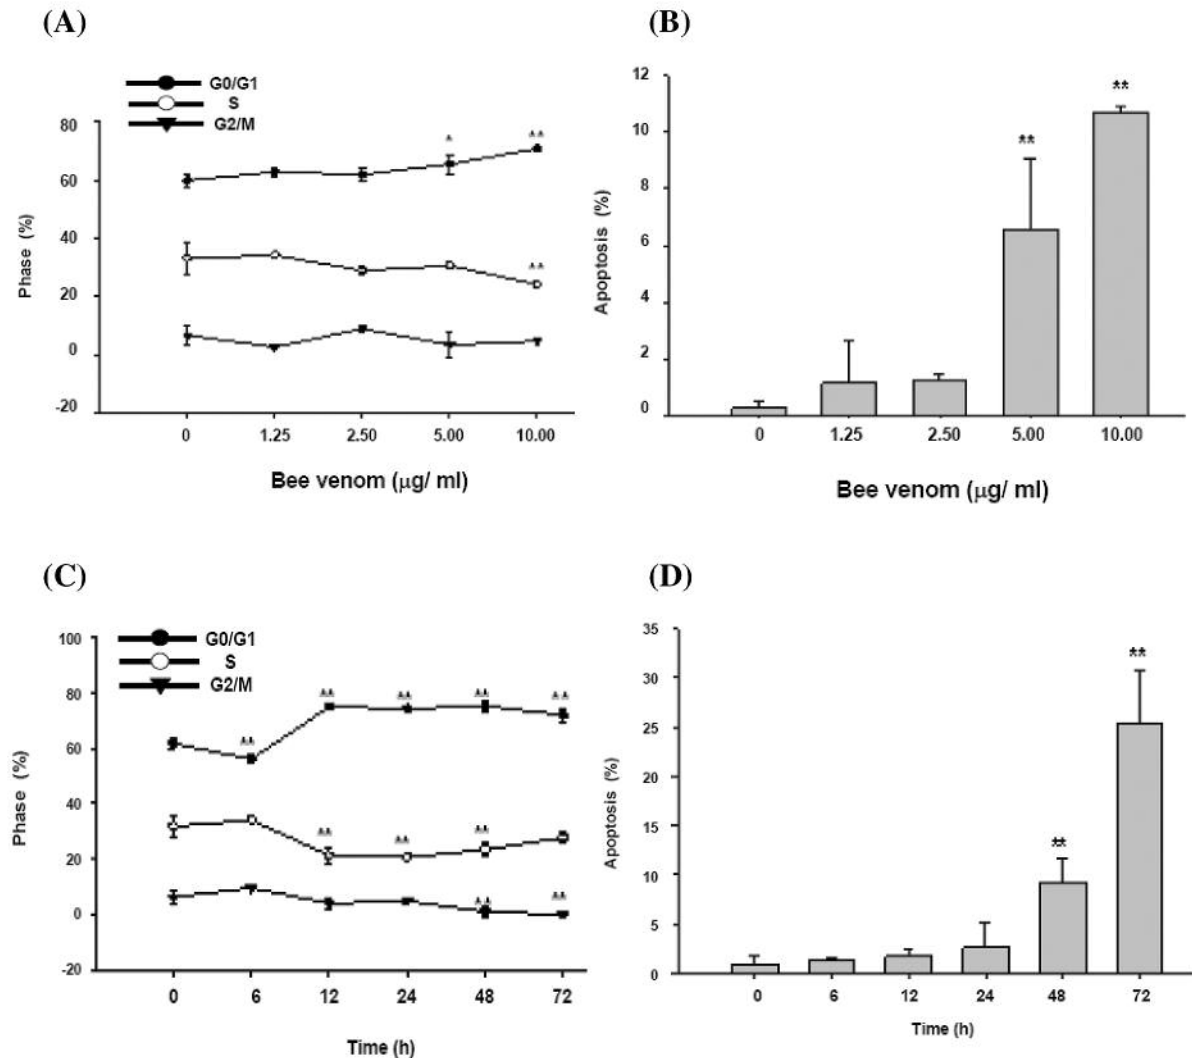 (A)
G0/G1
S
G2/M
80
60
40
20
0
-20
Phase (%)
* **
**
0 1.25 2.50 5.00 10.00
Bee venom (μg/ ml)
(B)
12
10
8
6
4
2
0
Apoptosis (%)
** **
0 1.25 2.50 5.00 10.00
Bee venom (μg/ ml)
(C)
G0/G1
S
G2/M
100
80
60
40
20
0
-20
Phase (%)
** ** ** ** **
** ** **
** **
0 6 12 24 48 72
Time (h)
(D)
35
30
25
20
15
10
5
0
Apoptosis (%)
** **
0 6 12 24 48 72
Time (h)